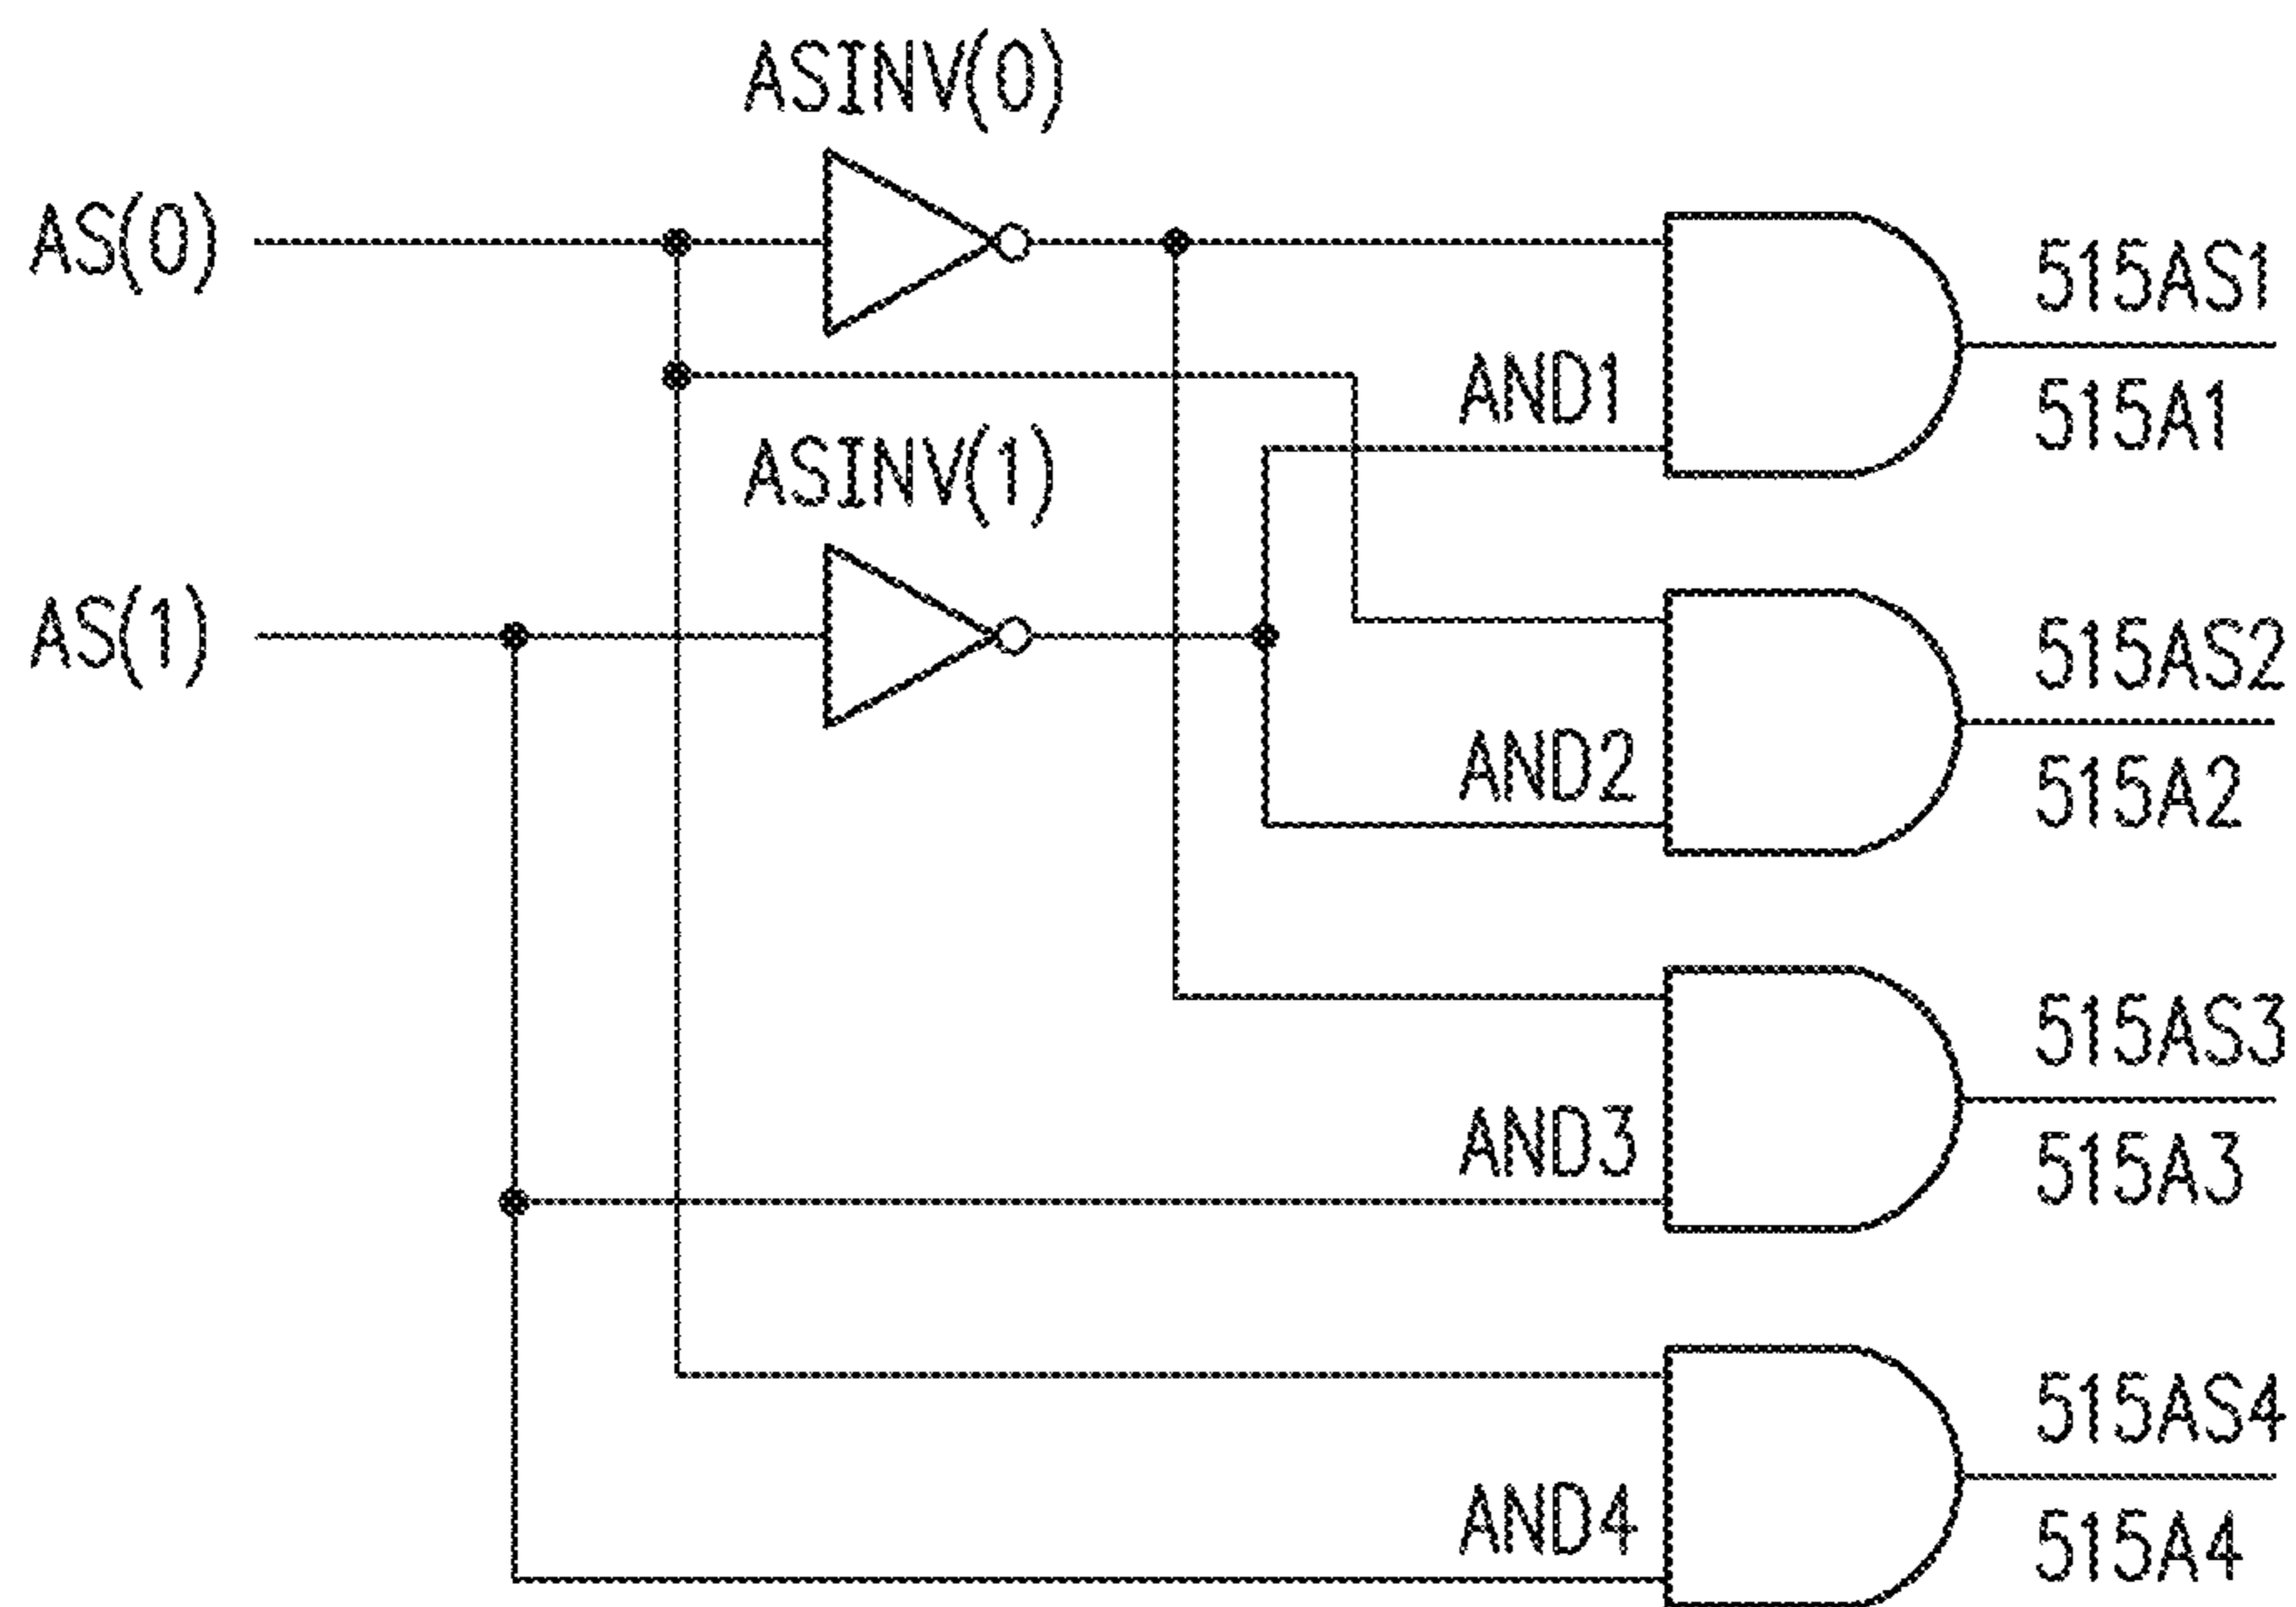 ASINV(0)
AS(0)
515AS1
AND1
515A1
ASINV(1)
AS(1)
515AS2
AND2
515A2
515AS3
AND3
515A3
515AS4
AND4
515A4